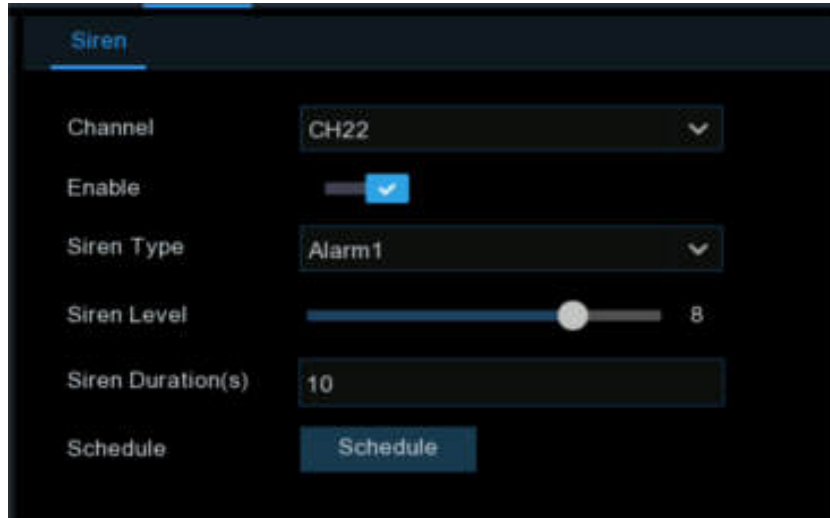 Siren
Channel CH22
Enable
Siren Type Alarm1
Siren Level 8
Siren Duration(s) 10
Schedule Schedule